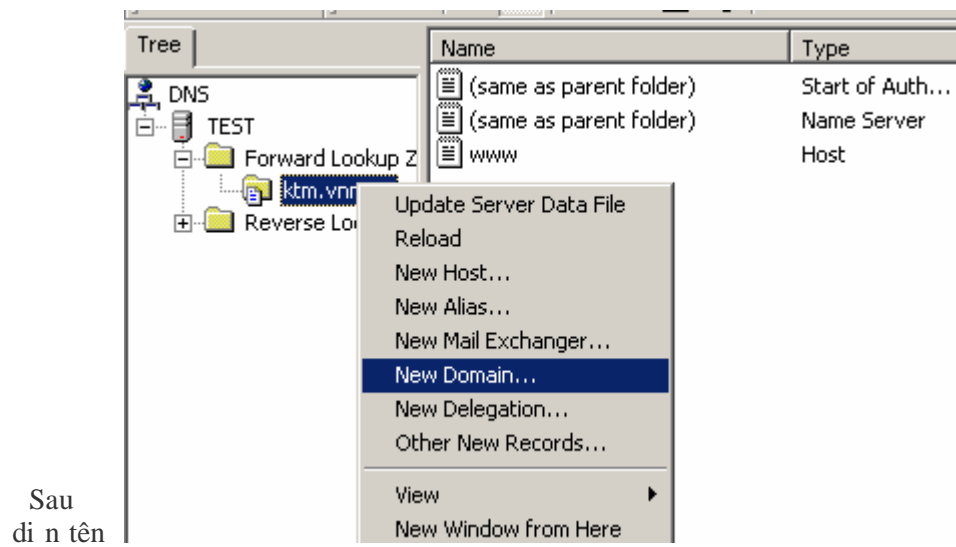 Tree
Name Type
DNS
(same as parent folder) Start of Auth...
TEST
(same as parent folder) Name Server
Forward Lookup Z
www Host
ktm.vnn
Reverse Lo
Update Server Data File
Reload
New Host...
New Alias...
New Mail Exchanger...
New Domain...
New Delegation...
Other New Records...
View
New Window from Here
Sau
di n tên